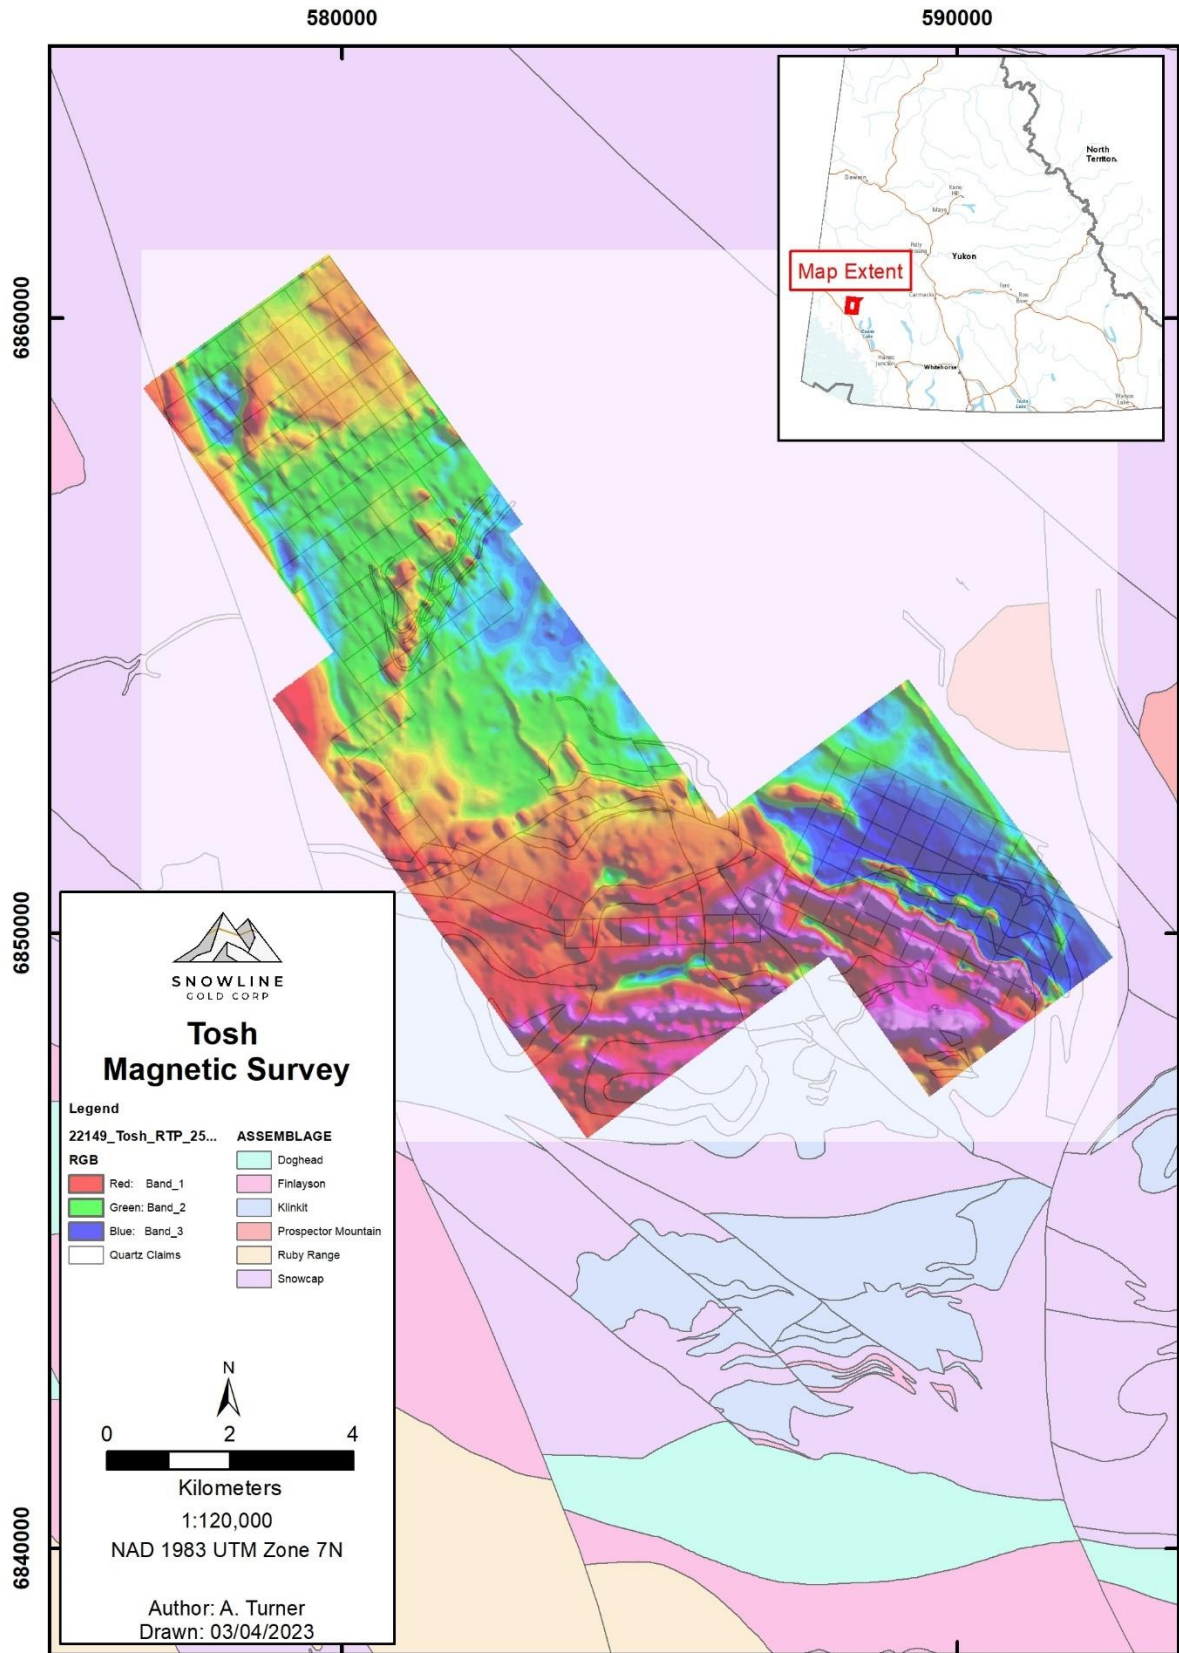 580000
590000
6860000
6850000
6840000
North
Yukon
Mayo
Carmacks
Whitehorse
Map Extent
SNOWLINE
GOLD CORP
Tosh
Magnetic Survey
Legend
22149_Tosh_RTP_25...
RGB
Red: Band_1
Green: Band_2
Blue: Band_3
Quartz Claims
ASSEMBLAGE
Doghead
Finlayson
Klinkit
Prospector Mountain
Ruby Range
Snowcap
N
0 2 4
Kilometers
1:120,000
NAD 1983 UTM Zone 7N
Author: A. Turner
Drawn: 03/04/2023